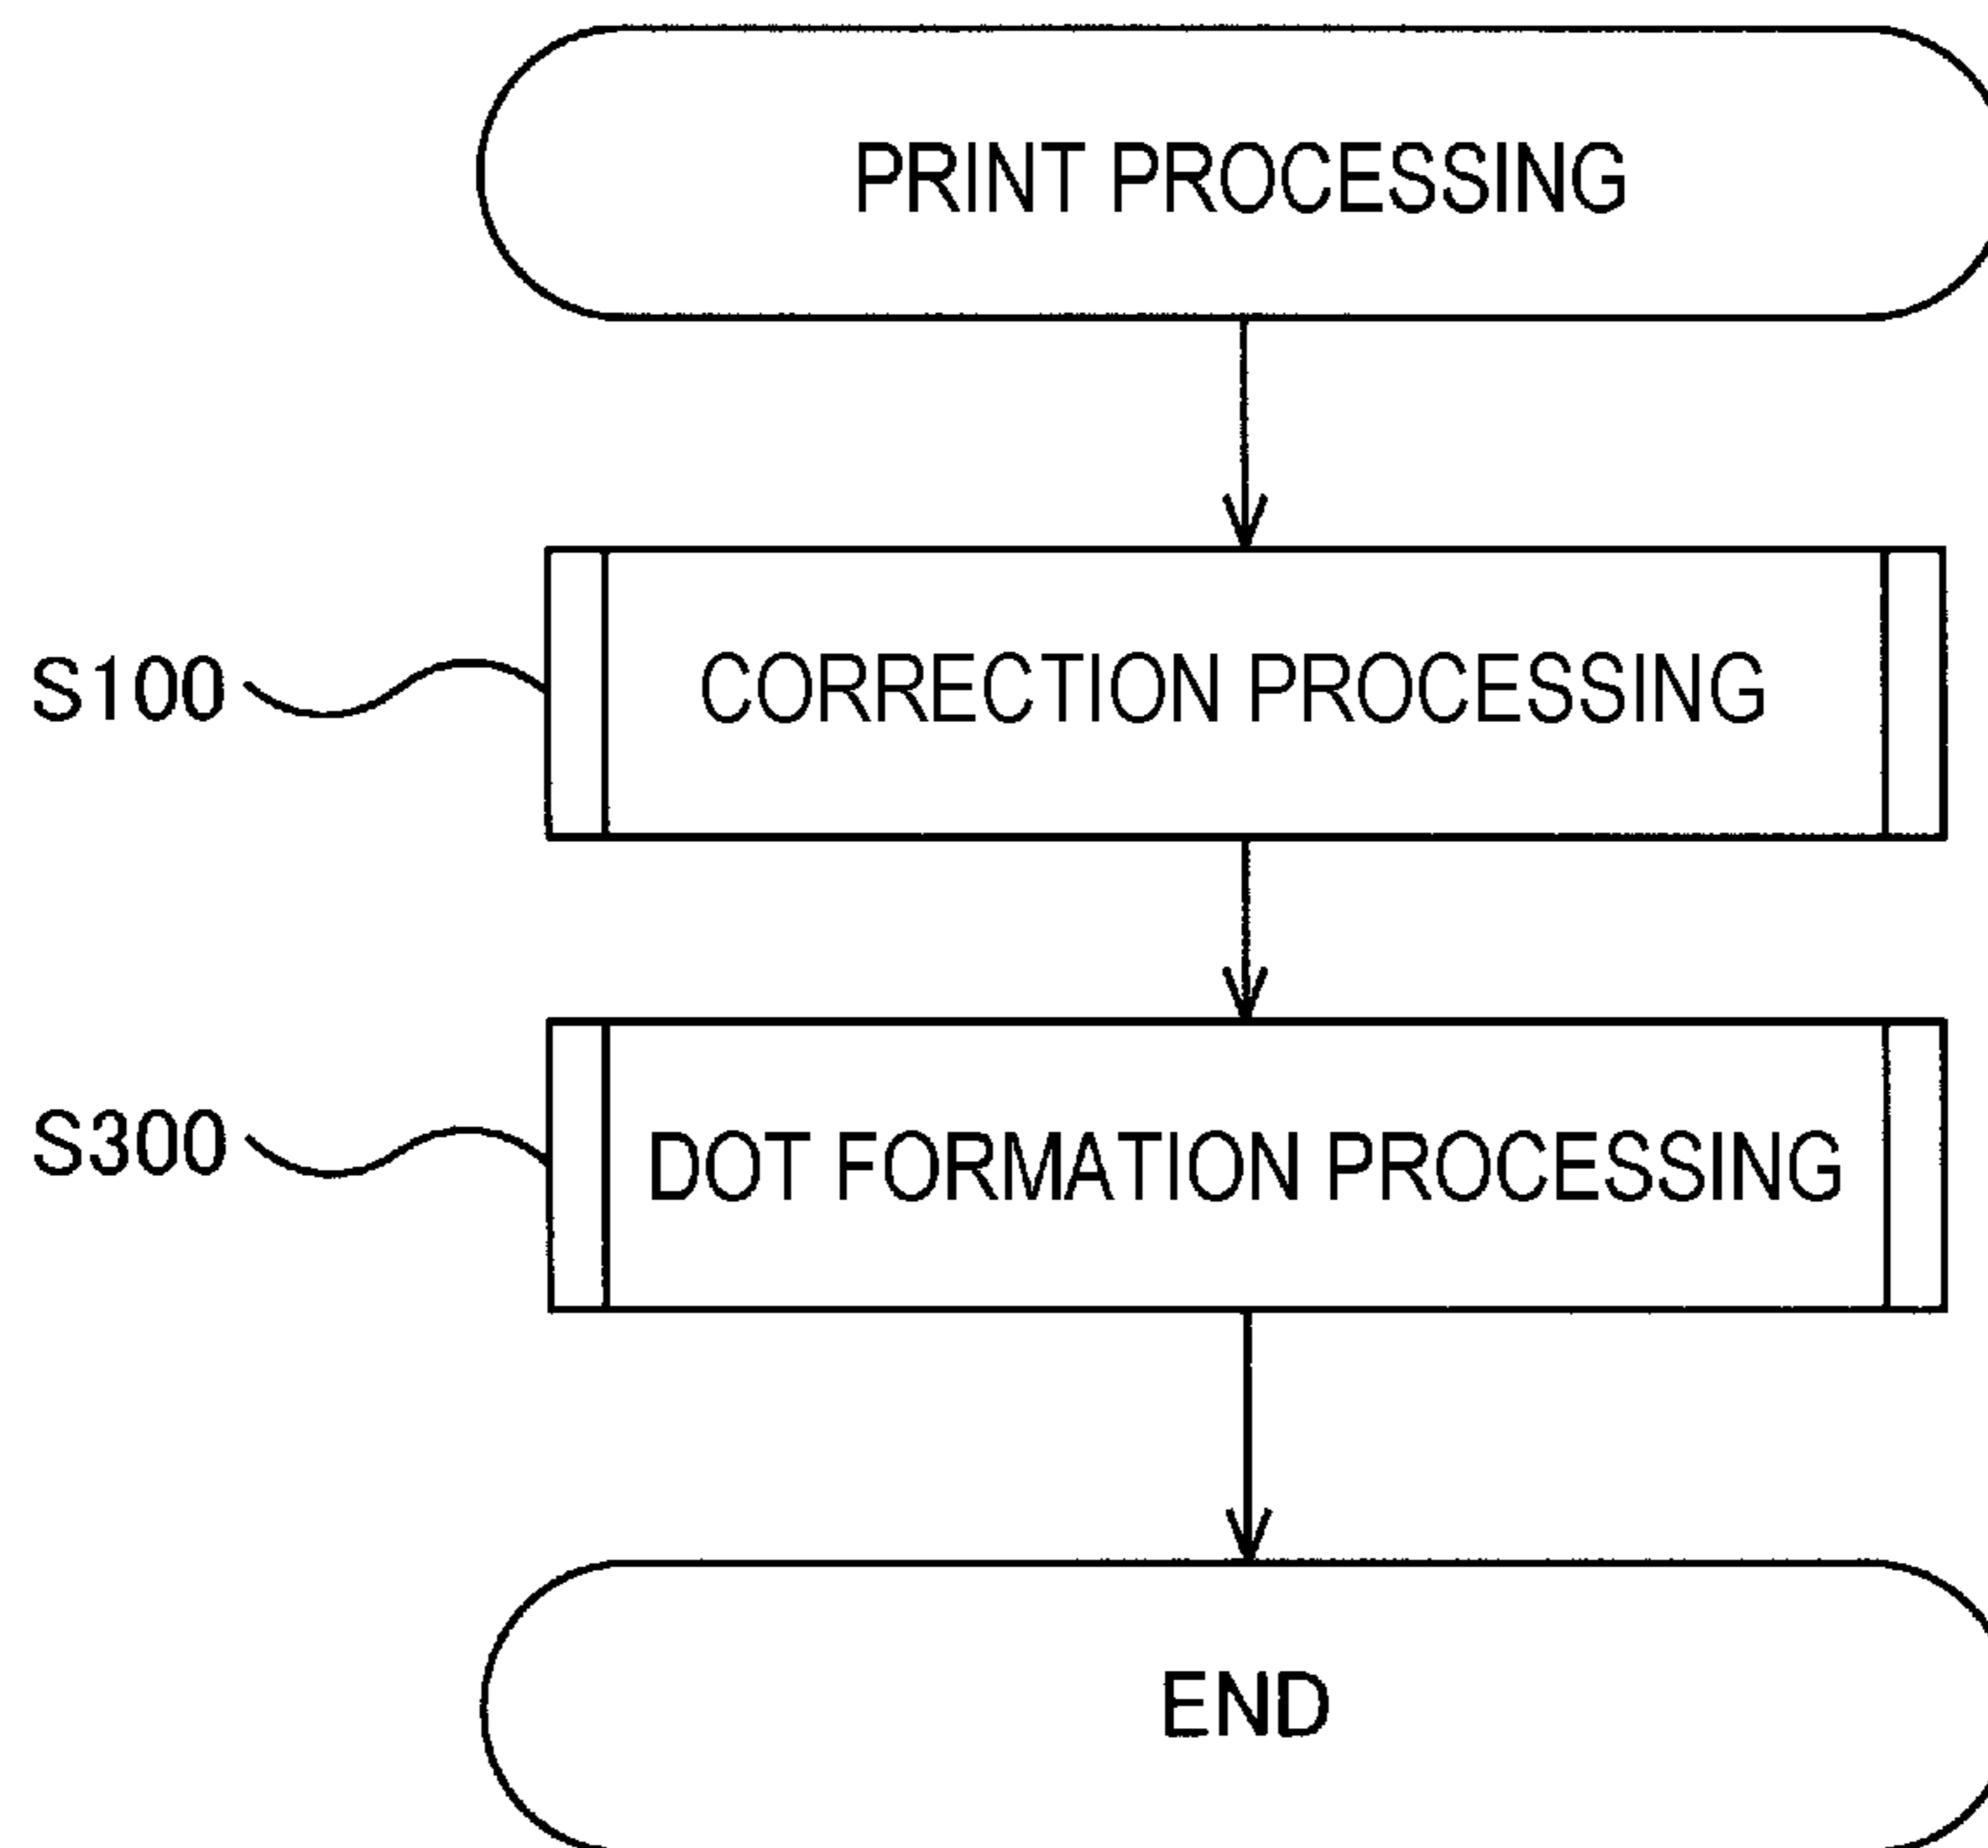 PRINT PROCESSING
S100 CORRECTION PROCESSING
S300 DOT FORMATION PROCESSING
END